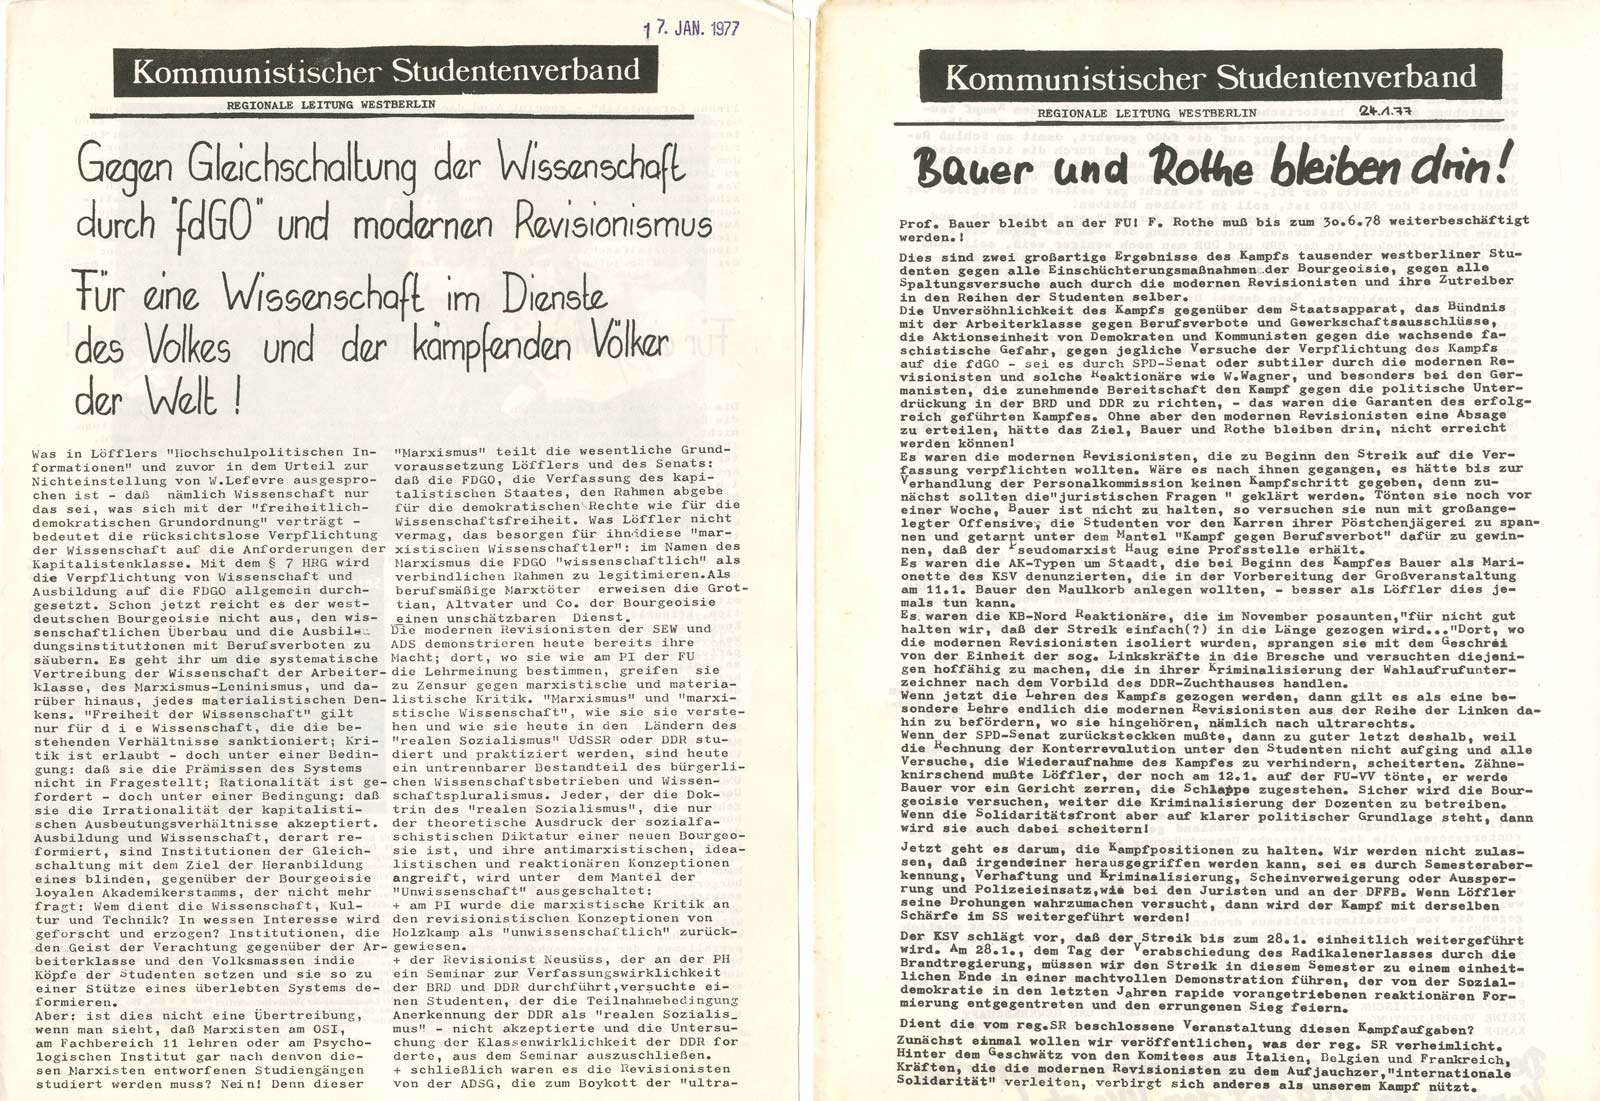 17. JAN. 1977
Kommunistischer Studentenverband
REGIONALE LEITUNG WESTBERLIN
Gegen Gleichschaltung der Wissenschaft
durch "fdGO" und modernen Revisionismus
Für eine Wissenschaft im Dienste
des Volkes und der kämpfenden Völker
der Welt !
Was in Löfflers "Hochschulpolitischen In-
formationen" und zuvor in dem Urteil zur
Nichteinstellung von W.Lefevre ausgespro-
chen ist - daß nämlich Wissenschaft nur
das sei, was sich mit der "freiheitlich-
demokratischen Grundordnung" verträgt -
bedeutet die rücksichtslose Verpflichtung
der Wissenschaft auf die Anforderungen der
Kapitalistenklasse. Mit dem § 7 HRG wird
die Verpflichtung von Wissenschaft und
Ausbildung auf die FDGO allgemein durch-
gesetzt. Schon jetzt reicht es der west-
deutschen Bourgeoisie nicht aus, den wis-
senschaftlichen Überbau und die Ausbil-
dungsinstitutionen mit Berufsverboten zu
säubern. Es geht ihr um die systematische
Vertreibung der Wissenschaft der Arbeiter-
klasse, des Marxismus-Leninismus, und da-
rüber hinaus, jedes materialistischen Den-
kens. "Freiheit der Wissenschaft" gilt
nur für d i e Wissenschaft, die die be-
stehenden Verhältnisse sanktioniert; Kri-
tik ist erlaubt - doch unter einer Bedin-
gung: daß sie die Prämissen des Systems
nicht in Fragestellt; Rationalität ist ge-
fordert - doch unter einer Bedingung: daß
sie die Irrationalität der kapitalisti-
schen Ausbeutungsverhältnisse akzeptiert.
Ausbildung und Wissenschaft, derart re-
formiert, sind Institutionen der Gleich-
schaltung mit dem Ziel der Heranbildung
eines blinden, gegenüber der Bourgeoisie
loyalen Akademikerstamms, der nicht mehr
fragt: Wem dient die Wissenschaft, Kul-
tur und Technik? In wessen Interesse wird
geforscht und erzogen? Institutionen, die
den Geist der Verachtung gegenüber der Ar-
beiterklasse und den Volksmassen indie
Köpfe der Studenten setzen und sie so zu
einer Stütze eines überlebten Systems de-
formieren.
Aber: ist dies nicht eine Übertreibung,
wenn man sieht, daß Marxisten am OSI,
am Fachbereich 11 lehren oder am Psycho-
logischen Institut gar nach denvon die-
sen Marxisten entworfenen Studiengängen
studiert werden muss? Nein! Denn dieser
"Marxismus" teilt die wesentliche Grund-
voraussetzung Löfflers und des Senats:
daß die FDGO, die Verfassung des kapi-
talistischen Staates, den Rahmen abgebe
für die demokratischen Rechte wie für die
Wissenschaftsfreiheit. Was Löffler nicht
vermag, das besorgen für ihndiese "mar-
xistischen Wissenschaftler": im Namen des
Marxismus die FDGO "wissenschaftlich" als
verbindlichen Rahmen zu legitimieren.Als
berufsmäßige Marxtöter erweisen die Grot-
tian, Altvater und Co. der Bourgeoisie
einen unschätzbaren Dienst.
Die modernen Revisionisten der SEW und
ADS demonstrieren heute bereits ihre
Macht; dort, wo sie wie am PI der FU
die Lehrmeinung bestimmen, greifen sie
zu Zensur gegen marxistische und materia-
listische Kritik. "Marxismus" und "marxi-
stische Wissenschaft", wie sie sie verste-
hen und wie sie heute in den Ländern des
"realen Sozialismus" UdSSR oder DDR stu-
diert und praktiziert werden, sind heute
ein untrennbarer Bestandteil des bürgerli-
chen Wissenschaftsbetriebes und Wissen-
schaftspluralismus. Jeder, der die Dok-
trin des "realen Sozialismus", die nur
der theoretische Ausdruck der sozialfa-
schistischen Diktatur einer neuen Bourgeo-
sie ist, und ihre antimarxistischen, idea-
listischen und reaktionären Konzeptionen
angreift, wird unter dem Mantel der
"Unwissenschaft" ausgeschaltet:
+ am PI wurde die marxistische Kritik an
den revisionistischen Konzeptionen von
Holzkamp als "unwissenschaftlich" zurück-
gewiesen.
+ der Revisionist Neusüss, der an der PH
ein Seminar zur Verfassungswirklichkeit
der BRD und DDR durchführt,versuchte ei-
nen Studenten, der die Teilnahmebedingung
Anerkennung der DDR als "realen Sozialis_
mus" - nicht akzeptierte und die Untersu-
chung der Klassenwirklichkeit der DDR for
derte, aus dem Seminar auszuschließen.
+ schließlich waren es die Revisionisten
von der ADSG, die zum Boykott der "ultra-
Kommunistischer Studentenverband
REGIONALE LEITUNG WESTBERLIN 24.1.77
Bauer und Rothe bleiben drin!
Prof. Bauer bleibt an der FU! F. Rothe muß bis zum 30.6.78 weiterbeschäftigt
werden.!
Dies sind zwei großartige Ergebnisse des Kampfs tausender westberliner Stu-
denten gegen alle Einschüchterungsmaßnahmen der Bourgeoisie, gegen alle
Spaltungsversuche auch durch die modernen Revisionisten und ihre Zutreiber
in den Reihen der Studenten selber.
Die Unversöhnlichkeit des Kampfs gegenüber dem Staatsapparat, das Bündnis
mit der Arbeiterklasse gegen Berufsverbote und Gewerkschaftsausschlüsse,
die Aktionseinheit von Demokraten und Kommunisten gegen die wachsende fa-
schistische Gefahr, gegen jegliche Versuche der Verpflichtung des Kampfs
auf die fdGO - sei es durch SPD-Senat oder subtiler durch die modernen Re-
visionisten und solche Reaktionäre wie W.Wagner, und besonders bei den Ger-
manisten, die zunehmende Bereitschaft den Kampf gegen die politische Unter-
drückung in der BRD und DDR zu richten, - das waren die Garanten des erfolg-
reich geführten Kampfes. Ohne aber den modernen Revisionisten eine Absage
zu erteilen, hätte das Ziel, Bauer und Rothe bleiben drin, nicht erreicht
werden können!
Es waren die modernen Revisionisten, die zu Beginn den Streik auf die Ver-
fassung verpflichten wollten. Wäre es nach ihnen gegangen, es hätte bis zur
Verhandlung der Personalkommission keinen Kampfschritt gegeben, denn zu-
nächst sollten die"juristischen Fragen " geklärt werden. Tönten sie noch vor
einer Woche, Bauer ist nicht zu halten, so versuchen sie nun mit großange-
legter Offensive, die Studenten vor den Karren ihrer Pöstchenjägerei zu span-
nen und getarnt unter dem Mantel "Kampf gegen Berufsverbot" dafür zu gewin-
nen, daß der Pseudomarxist Haug eine Profsstelle erhält.
Es waren die AK-Typen um Staadt, die bei Beginn des Kampfes Bauer als Mari-
onette des KSV denunzierten, die in der Vorbereitung der Großveranstaltung
am 11.1. Bauer den Maulkorb anlegen wollten, - besser als Löffler dies je-
mals tun kann.
Es waren die KB-Nord Reaktionäre, die im November posaunten,"für nicht gut
halten wir, daß der Streik einfach(?) in die Länge gezogen wird..."Dort, wo
die modernen Revisionisten isoliert wurden, sprangen sie mit dem Geschrei
von der Einheit der sog. Linkskräfte in die Bresche und versuchten diejeni-
gen hoffähig zu machen, die in ihrer Kriminalisierung der Wahlaufrufunter-
zeichner nach dem Vorbild des DDR-Zuchthauses handlen.
Wenn jetzt die Lehren des Kampfs gezogen werden, dann gilt es als eine be-
sondere Lehre endlich die modernen Revisionisten aus der Reihe der Linken da-
hin zu befördern, wo sie hingehören, nämlich nach ultrarechts.
Wenn der SPD-Senat zurückstecken mußte, dann zu guter letzt deshalb, weil
die Rechnung der Konterrevolution unter den Studenten nicht aufging und alle
Versuche, die Wiederaufnahme des Kampfes zu verhindern, scheiterten. Zähne-
knirschend mußte Löffler, der noch am 12.1. auf der FU-VV tönte, er werde
Bauer vor ein Gericht zerren, die Schlappe zugestehen. Sicher wird die Bour-
geoisie versuchen, weiter die Kriminalisierung der Dozenten zu betreiben.
Wenn die Solidaritätsfront aber auf klarer politischer Grundlage steht, dann
wird sie auch dabei scheitern!
Jetzt geht es darum, die Kampfpositionen zu halten. Wir werden nicht zulas-
sen, daß irgendeiner herausgegriffen werden kann, sei es durch Semesteraber-
kennung, Verhaftung und Kriminalisierung, Scheinverweigerung oder Aussper-
rung und Polizeieinsatz,wie bei den Juristen und an der DFFB. Wenn Löffler
seine Drohungen wahrzumachen versucht, dann wird der Kampf mit derselben
Schärfe im SS weitergeführt werden!
Der KSV schlägt vor, daß der Streik bis zum 28.1. einheitlich weitergeführt
wird. Am 28.1., dem Tag der Verabschiedung des Radikalenerlasses durch die
Brandtregierung, müssen wir den Streik in diesem Semester zu einem einheit-
lichen Ende in einer machtvollen Demonstration führen, der von der Sozial-
demokratie in den letzten Jahren rapide vorangetriebenen reaktionären For-
mierung entgegentreten und den errungenen Sieg feiern.
Dient die vom reg.SR beschlossene Veranstaltung diesen Kampfaufgaben?
Zunächst einmal wollen wir veröffentlichen, was der reg. SR verheimlicht.
Hinter dem Geschwätz von den Komitees aus Italien, Belgien und Frankreich,
Kräften, die die modernen Revisionisten zu dem Aufjauchzer,"internationale
Solidarität" verleiten, verbirgt sich anderes als unserem Kampf nützt.